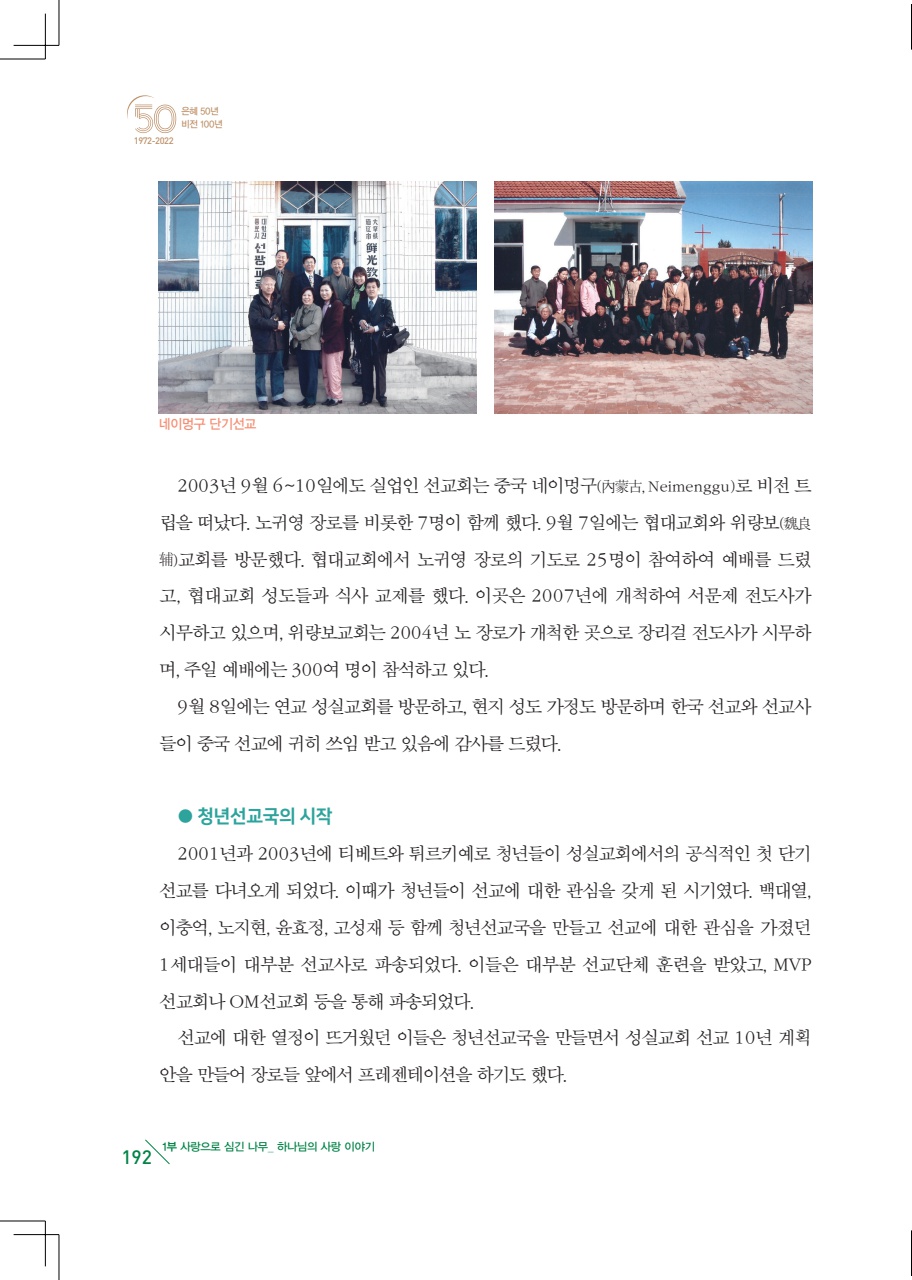 50
은혜 50년
비전 100년
1972-2022
선광교회
大学校
通辽市
鲜光教
네이멍구 단기선교
2003년 9월 6~10일에도 실업인 선교회는 중국 네이멍구(內蒙古, Neimenggu)로 비전 트
립을 떠났다. 노귀영 장로를 비롯한 7명이 함께 했다. 9월 7일에는 협대교회와 위량보(魏良
辅)교회를 방문했다. 협대교회에서 노귀영 장로의 기도로 25명이 참여하여 예배를 드렸
고, 협대교회 성도들과 식사 교제를 했다. 이곳은 2007년에 개척하여 서문제 전도사가
시무하고 있으며, 위량보교회는 2004년 노 장로가 개척한 곳으로 장리걸 전도사가 시무하
며, 주일 예배에는 300여 명이 참석하고 있다.
9월 8일에는 연교 성실교회를 방문하고, 현지 성도 가정도 방문하며 한국 선교와 선교사
들이 중국 선교에 귀히 쓰임 받고 있음에 감사를 드렸다.
● 청년선교국의 시작
2001년과 2003년에 티베트와 튀르키예로 청년들이 성실교회에서의 공식적인 첫 단기
선교를 다녀오게 되었다. 이때가 청년들이 선교에 대한 관심을 갖게 된 시기였다. 백대열,
이충억, 노지현, 윤효정, 고성재 등 함께 청년선교국을 만들고 선교에 대한 관심을 가졌던
1세대들이 대부분 선교사로 파송되었다. 이들은 대부분 선교단체 훈련을 받았고, MVP
선교회나 OM선교회 등을 통해 파송되었다.
선교에 대한 열정이 뜨거웠던 이들은 청년선교국을 만들면서 성실교회 선교 10년 계획
안을 만들어 장로들 앞에서 프레젠테이션을 하기도 했다.
192
1부 사랑으로 심긴 나무_ 하나님의 사랑 이야기